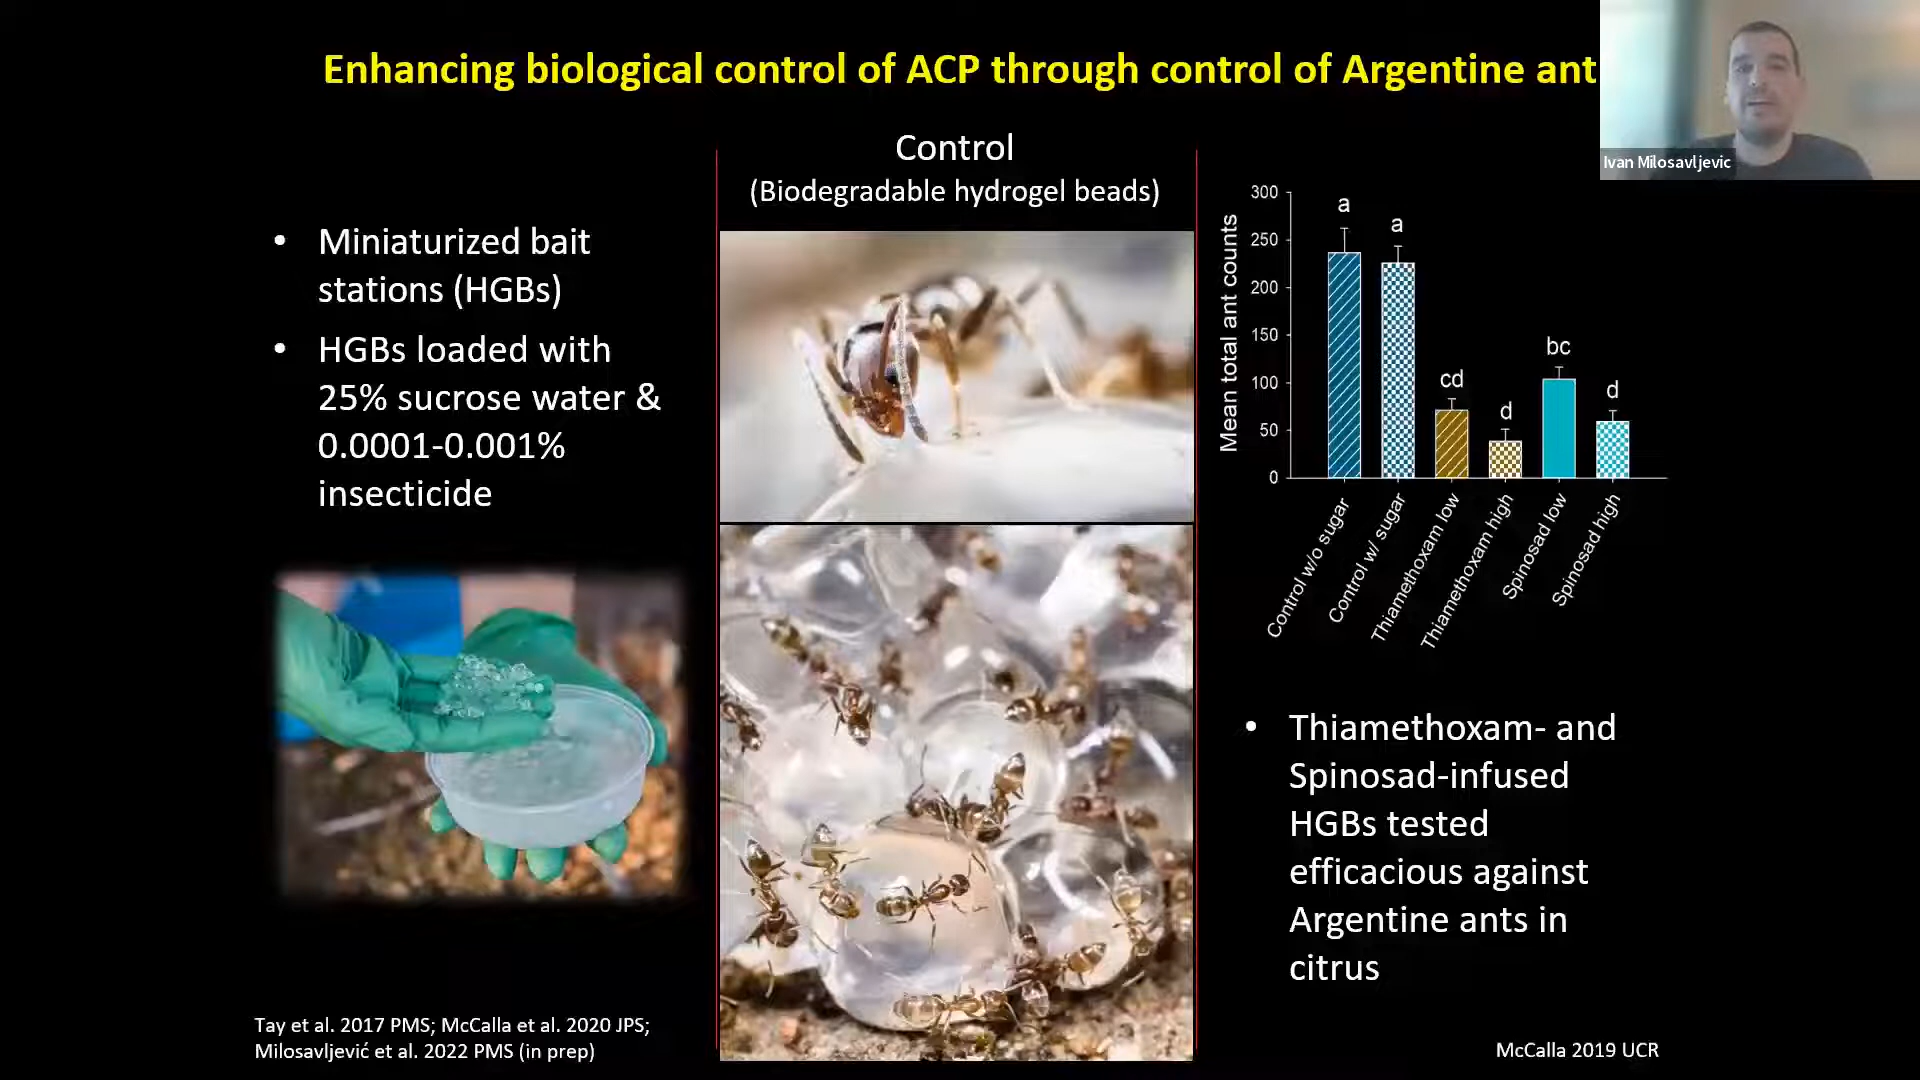 Enhancing biological control of ACP through control of Argentine ant
Ivan Milosavljevic
• Miniaturized bait
stations (HGBs)
• HGBs loaded with
25% sucrose water &
0.0001-0.001%
insecticide
Tay et al. 2017 PMS; McCalla et al. 2020 JPS;
Milosavljević et al. 2022 PMS (in prep)
Control
(Biodegradable hydrogel beads)
Mean total ant counts
300
250
200
150
100
50
0
a
a
cd
d
bc
d
Control w/o sugar
Control w/ sugar
Thiamethoxam low
Thiamethoxam high
Spinosad low
Spinosad high
• Thiamethoxam- and
Spinosad-infused
HGBs tested
efficacious against
Argentine ants in
citrus
McCalla 2019 UCR